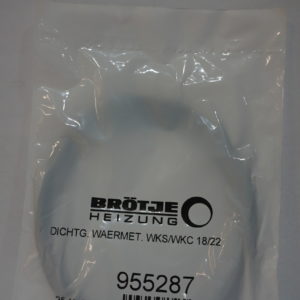 BRÖTJE
HEIZUNG
DICHTG. WAERMET. WKS/WKC 18/22
955287